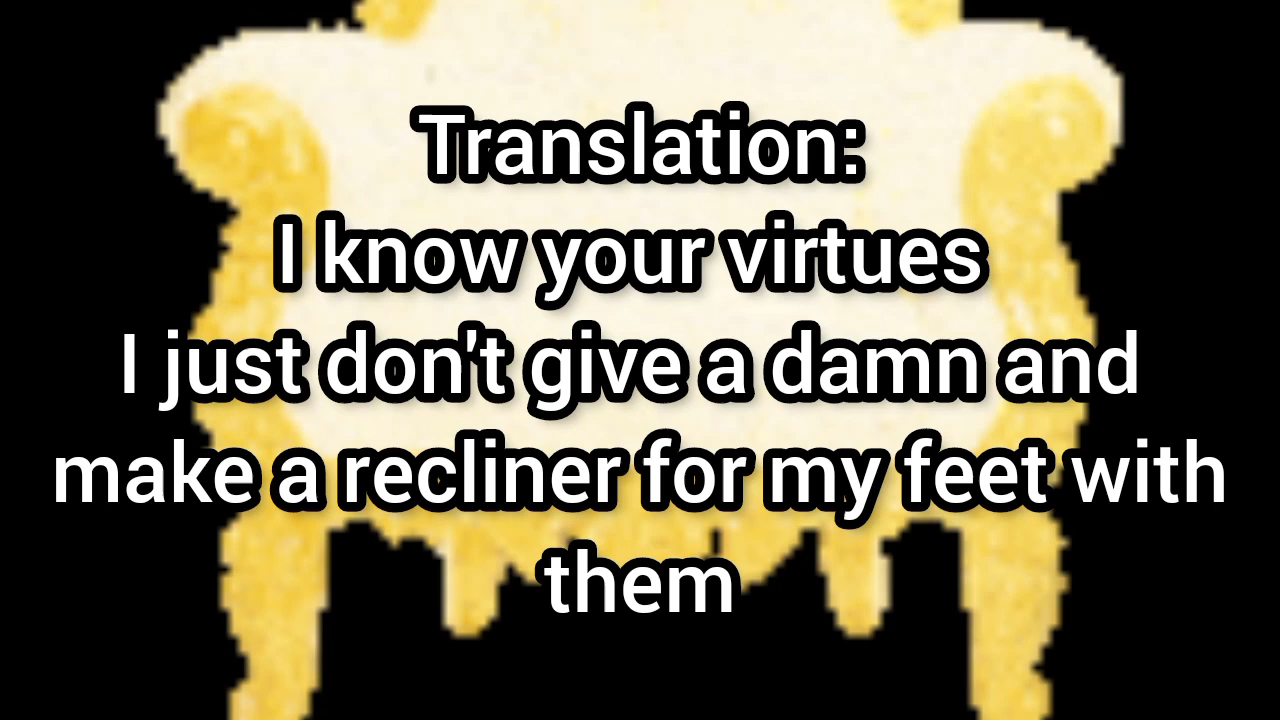 Translation:
I know your virtues
I just don't give a damn and
make a recliner for my feet with
them